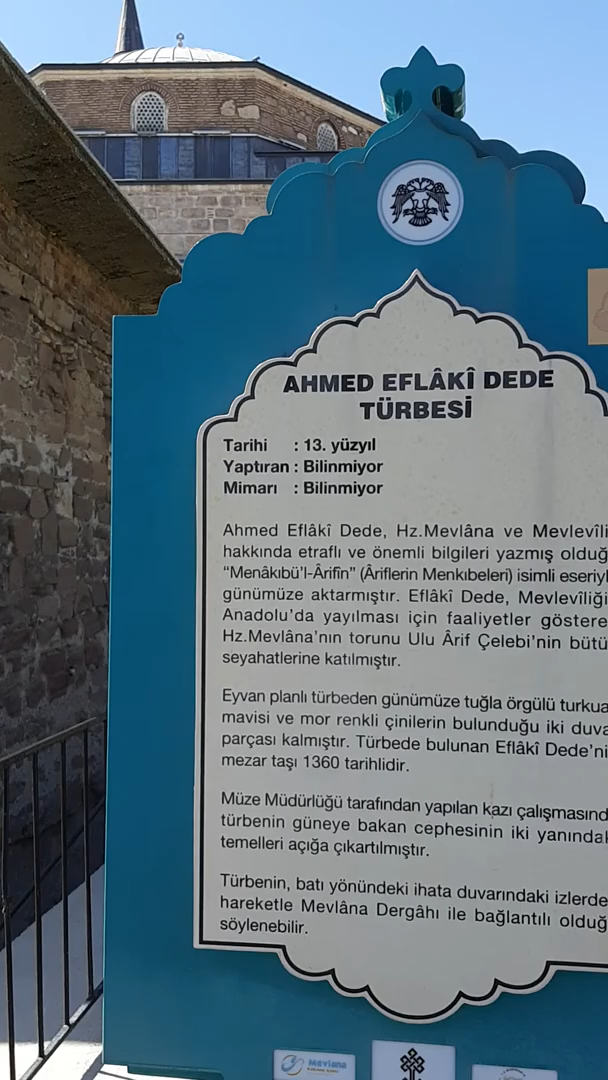 AHMED EFLÂKÎ DEDE
TÜRBESİ
Tarihi : 13. yüzyıl
Yaptıran : Bilinmiyor
Mimarı : Bilinmiyor
Ahmed Eflâkî Dede, Hz.Mevlâna ve Mevlevîli
hakkında etraflı ve önemli bilgileri yazmış olduğ
“Menâkıbü’l-Ârifîn” (Âriflerin Menkıbeleri) isimli eseriyl
günümüze aktarmıştır. Eflâkî Dede, Mevlevîliği
Anadolu’da yayılması için faaliyetler göstere
Hz.Mevlâna’nın torunu Ulu Ârif Çelebi’nin bütü
seyahatlerine katılmıştır.
Eyvan planlı türbeden günümüze tuğla örgülü turkua
mavisi ve mor renkli çinilerin bulunduğu iki duva
parçası kalmıştır. Türbede bulunan Eflâkî Dede’ni
mezar taşı 1360 tarihlidir.
Müze Müdürlüğü tarafından yapılan kazı çalışmasınd
türbenin güneye bakan cephesinin iki yanındak
temelleri açığa çıkartılmıştır.
Türbenin, batı yönündeki ihata duvarındaki izlerde
hareketle Mevlâna Dergâhı ile bağlantılı olduğ
söylenebilir.
Mevlana